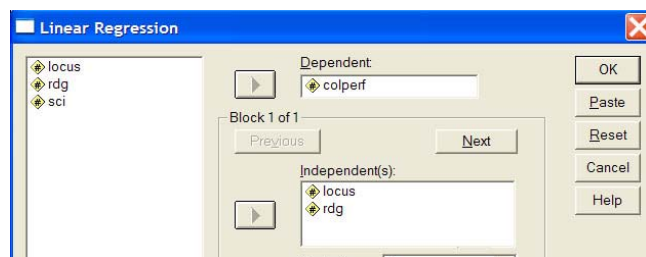 Linear Regression
locus
rdg
sci
Dependent:
colperf
Block 1 of 1
Previous
Next
Independent(s):
locus
rdg
OK
Paste
Reset
Cancel
Help